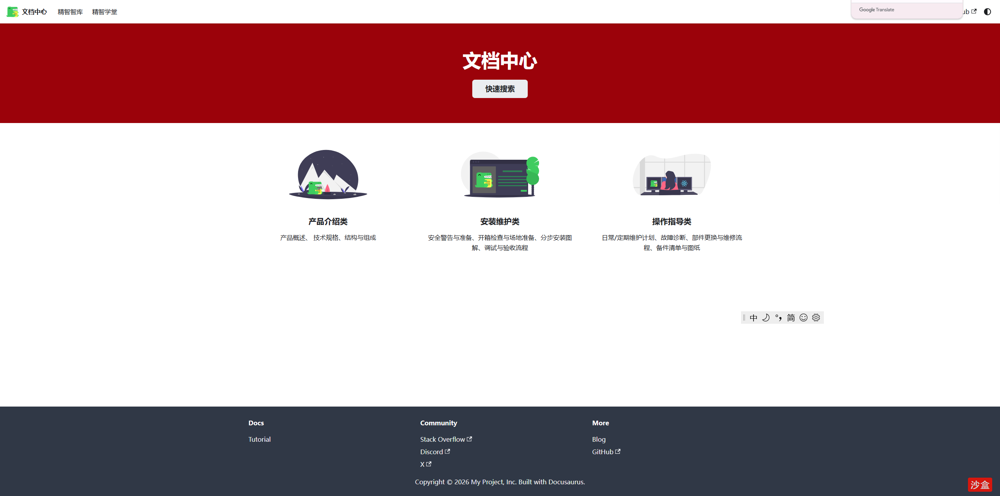 文档中心 精智智库 精智学堂
Google Translate
文档中心
快速搜索
产品介绍类
产品概述、 技术规格、结构与组成
安装维护类
安全警告与准备、开箱检查与场地准备、分步安装图
解、调试与验收流程
操作指导类
日常/定期维护计划、故障诊断、部件更换与维修流
程、备件清单与图纸
中 简
Docs
Tutorial
Community
Stack Overflow
Discord
X
More
Blog
GitHub
Copyright © 2026 My Project, Inc. Built with Docusaurus.
沙盒